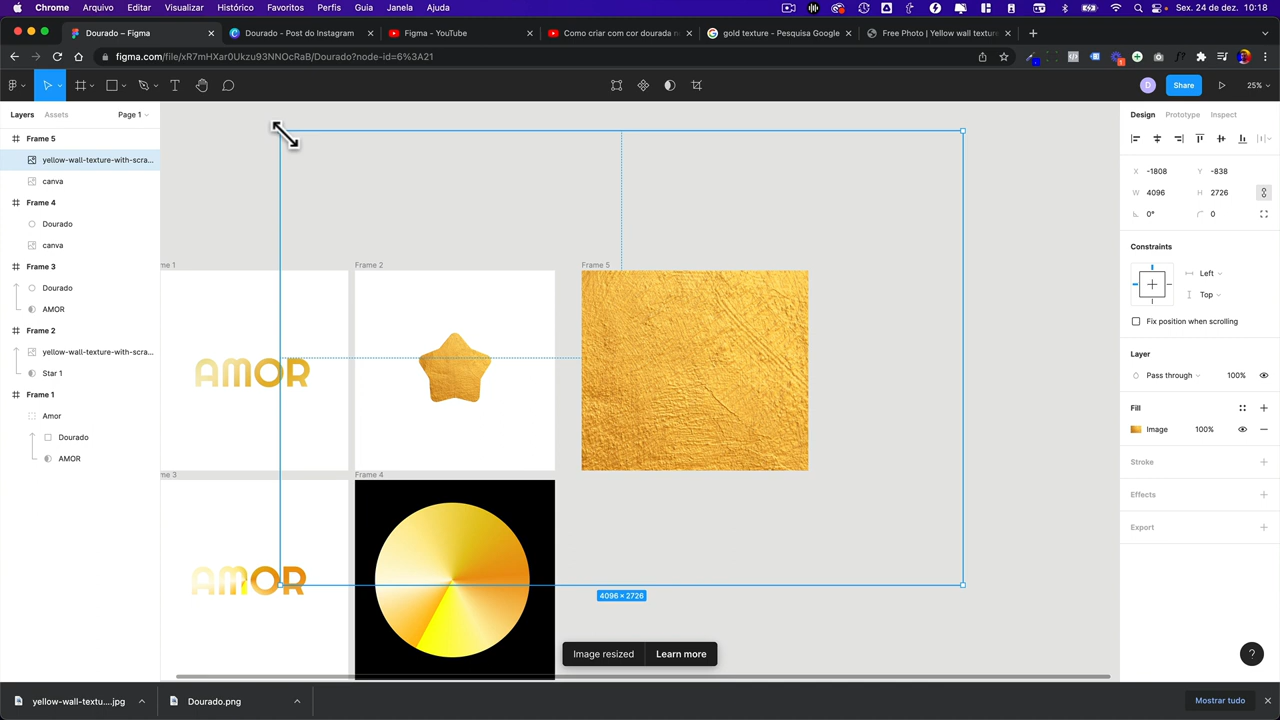 Chrome Arquivo Editar Visualizar Histórico Favoritos Perfis Guia Janela Ajuda Sex. 24 de dez. 10:18
Dourado – Figma
Dourado - Post do Instagram
Figma - YouTube
Como criar com cor dourada n
gold texture - Pesquisa Google
Free Photo | Yellow wall textur
figma.com/file/xR7mHXar0Ukzu93NNOcRaB/Dourado?node-id=6%3A21
D
Share
25%
Layers Assets Page 1
Frame 5
yellow-wall-texture-with-scra...
canva
Frame 4
Dourado
canva
Frame 3
Dourado
AMOR
Frame 2
yellow-wall-texture-with-scra...
Star 1
Frame 1
Amor
Dourado
AMOR
me 1
Frame 2
Frame 5
AMOR
me 3
Frame 4
AMOR
4096 × 2726
Image resized Learn more
Design Prototype Inspect
X -1808 Y -838
W 4096 H 2726
0° 0
Constraints
Left
Top
Fix position when scrolling
Layer
Pass through 100%
Fill
Image 100%
Stroke
Effects
Export
?
yellow-wall-textu....jpg
Dourado.png
Mostrar tudo